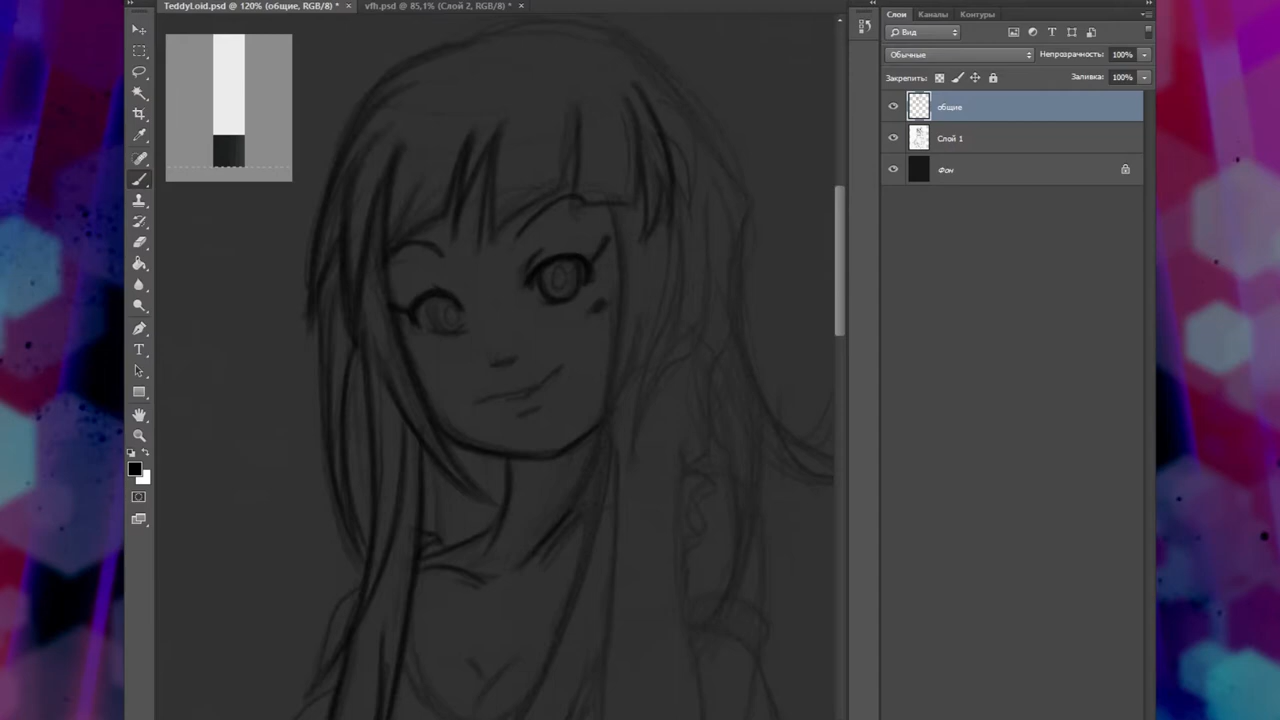 TeddyLoid.psd @ 120% (общие, RGB/8) * ×
vfh.psd @ 85,1% (Слой 2, RGB/8) * ×
Слои Каналы Контуры
Вид
Обычные Непрозрачность: 100%
Закрепить: Заливка: 100%
общие
Слой 1
Фон